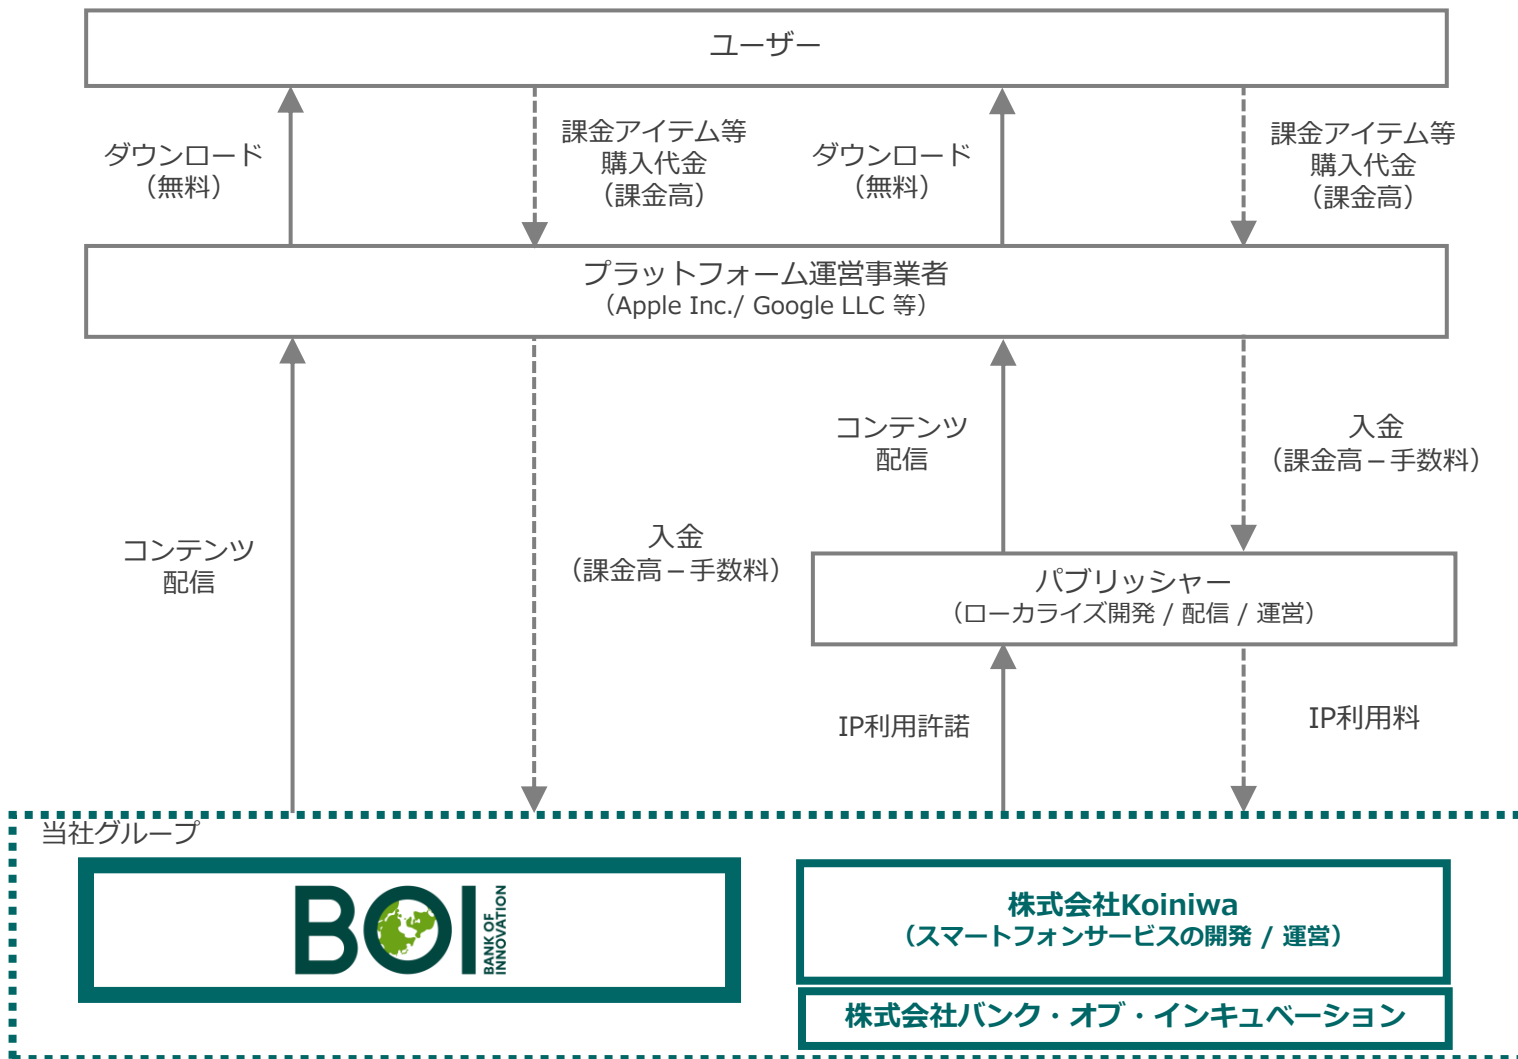 ユーザー
ダウンロード
（無料）
課金アイテム等
購入代金
（課金高）
ダウンロード
（無料）
課金アイテム等
購入代金
（課金高）
プラットフォーム運営事業者
（Apple Inc./ Google LLC 等）
コンテンツ
配信
入金
（課金高－手数料）
コンテンツ
配信
入金
（課金高－手数料）
パブリッシャー
（ローカライズ開発 / 配信 / 運営）
IP利用許諾
IP利用料
当社グループ
BOI
BANK OF
INNOVATION
株式会社Koiniwa
（スマートフォンサービスの開発 / 運営）
株式会社バンク・オブ・インキュベーション